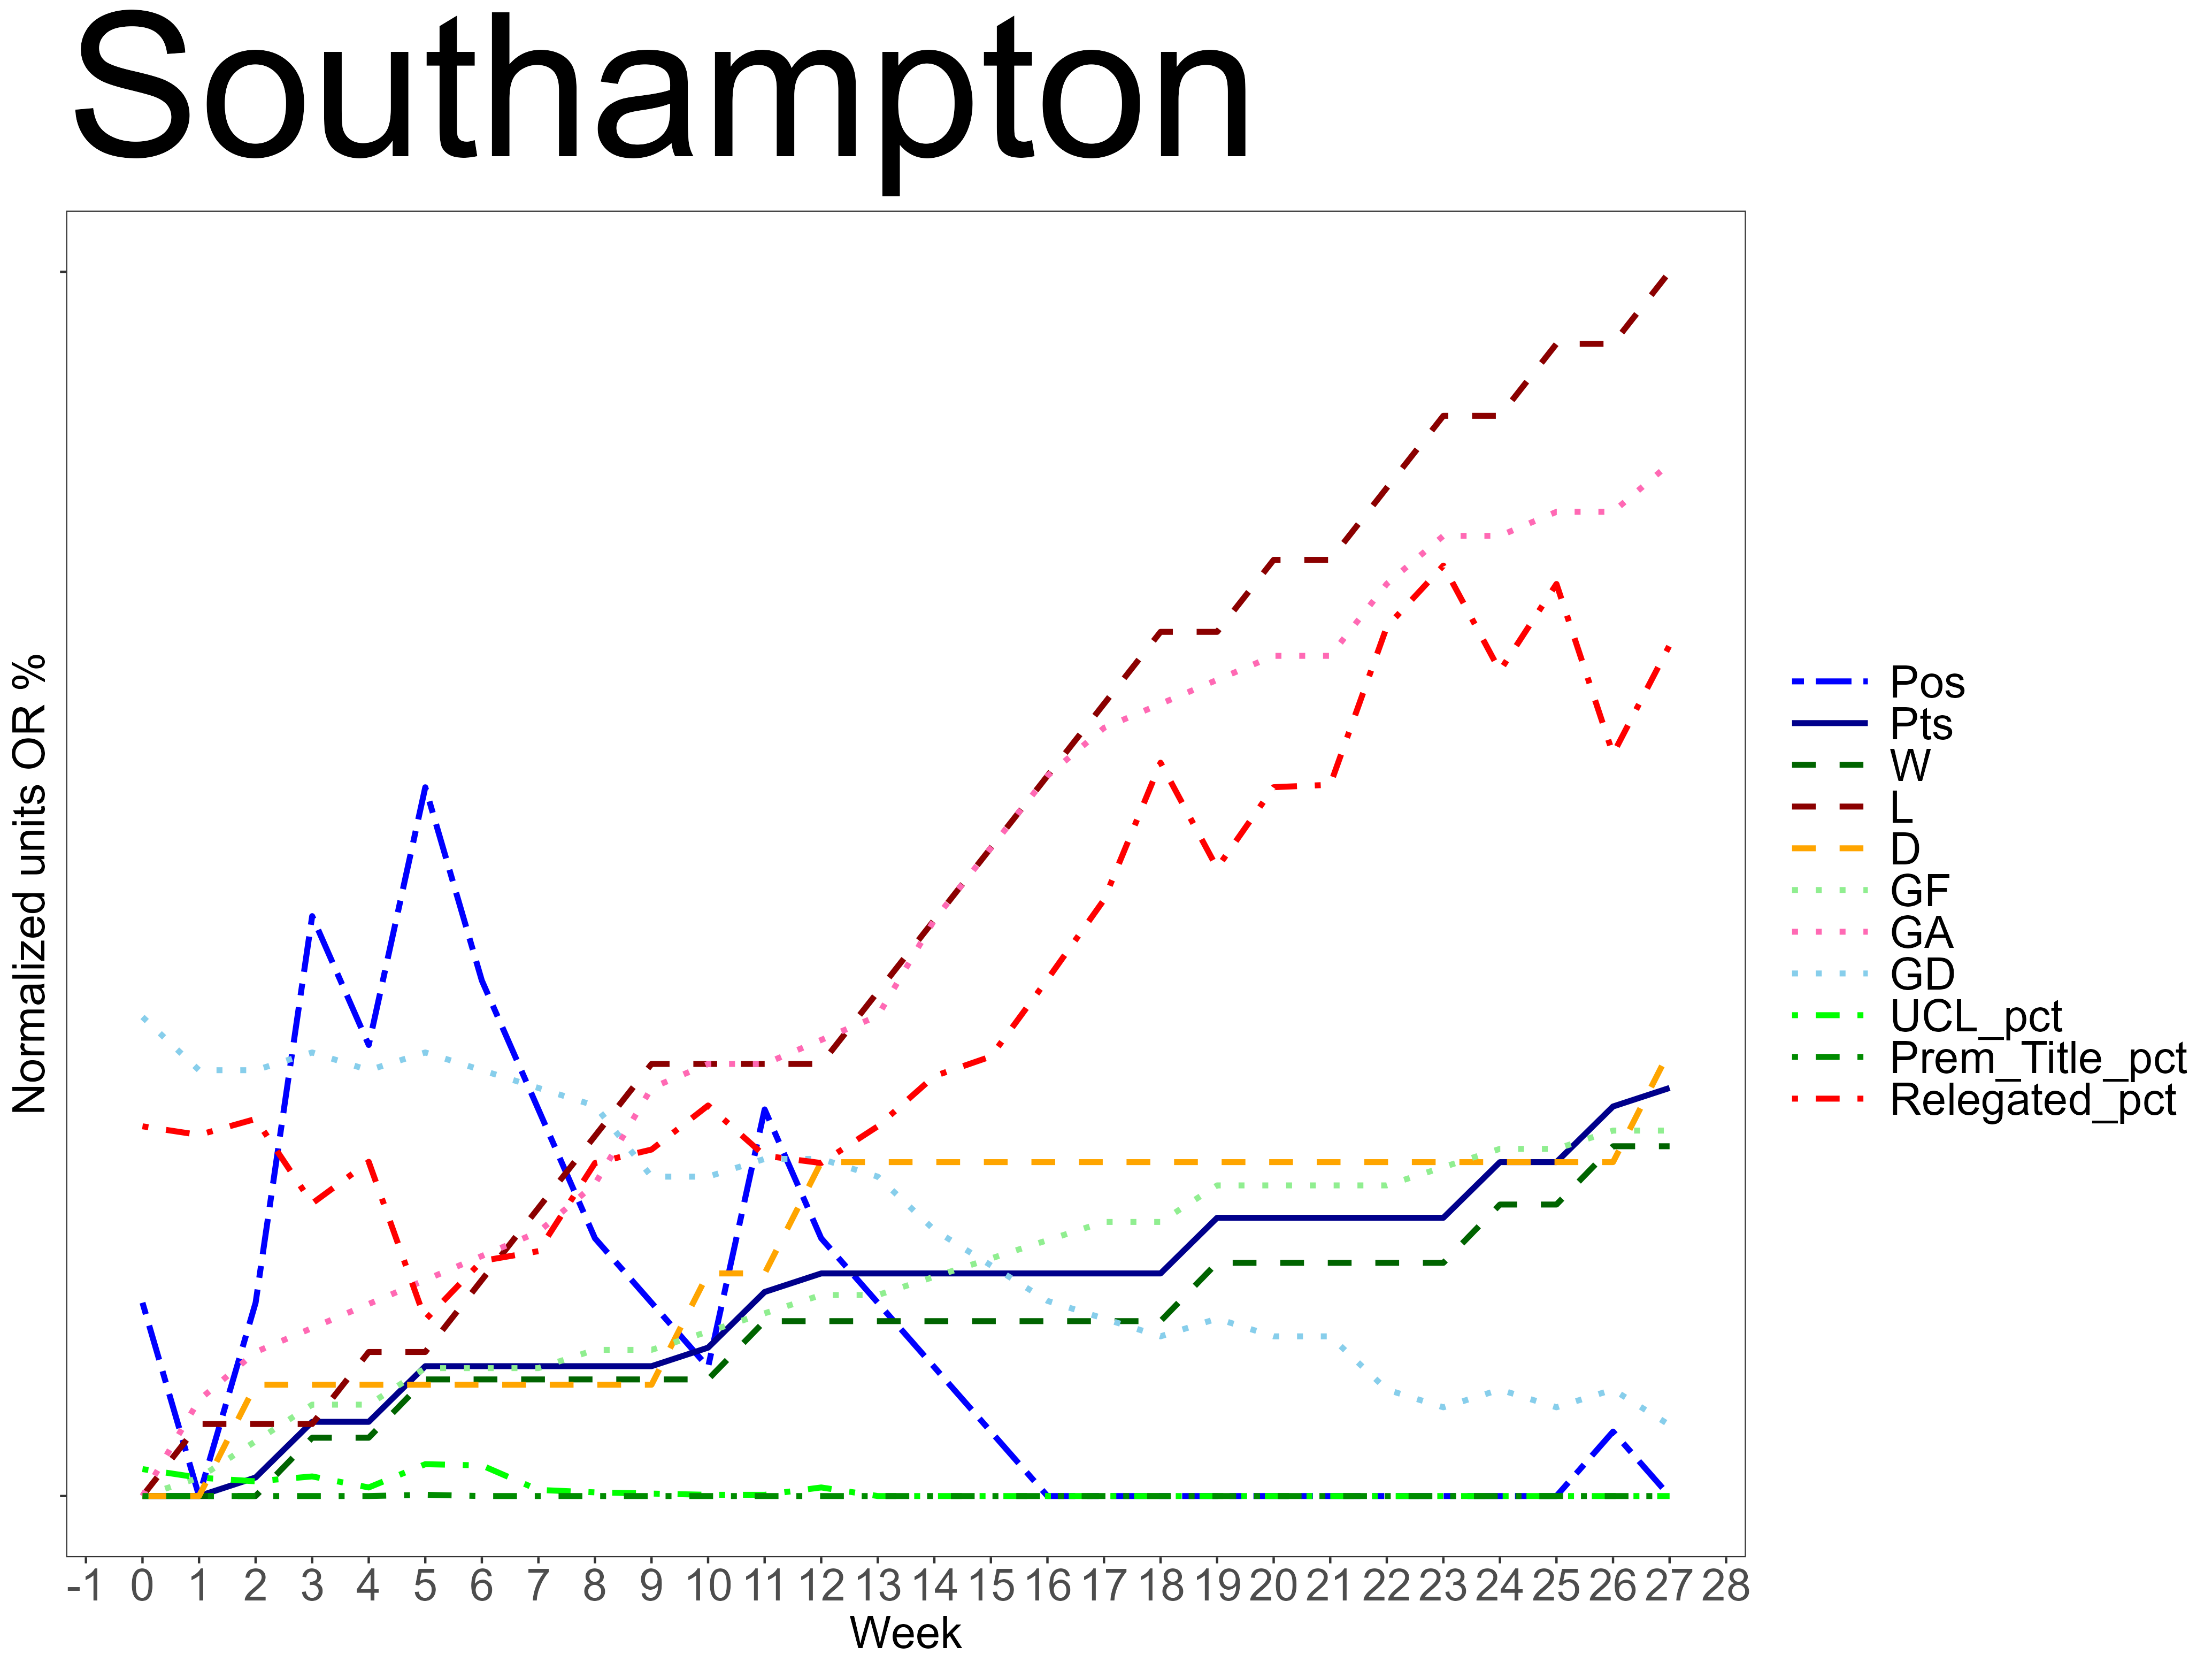 Southampton
Normalized units OR %
Pos
Pts
W
L
D
GF
GA
GD
UCL_pct
Prem_Title_pct
Relegated_pct
-1 0 1 2 3 4 5 6 7 8 9 10 11 12 13 14 15 16 17 18 19 20 21 22 23 24 25 26 27 28
Week